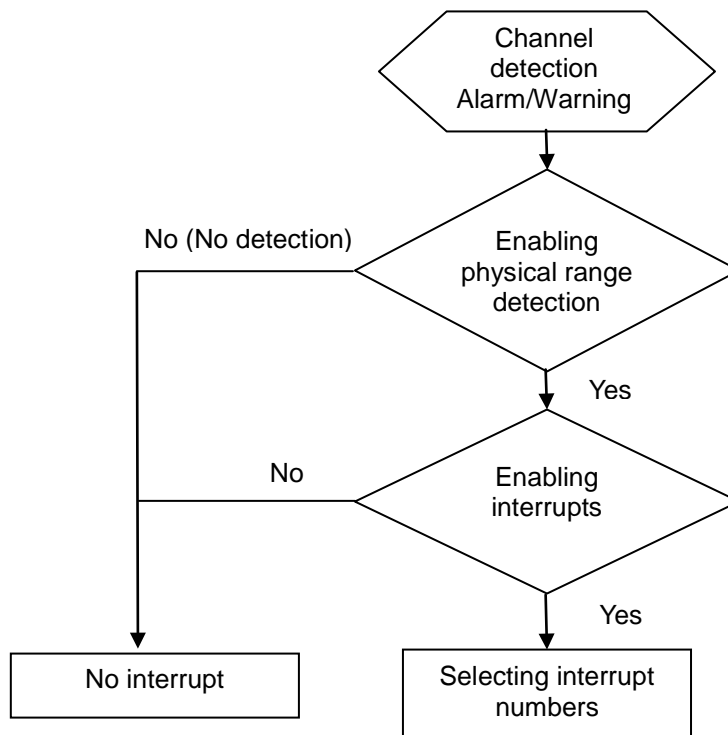 Channel
detection
Alarm/Warning
No (No detection)
Enabling
physical range
detection
Yes
No
Enabling
interrupts
Yes
No interrupt
Selecting interrupt
numbers